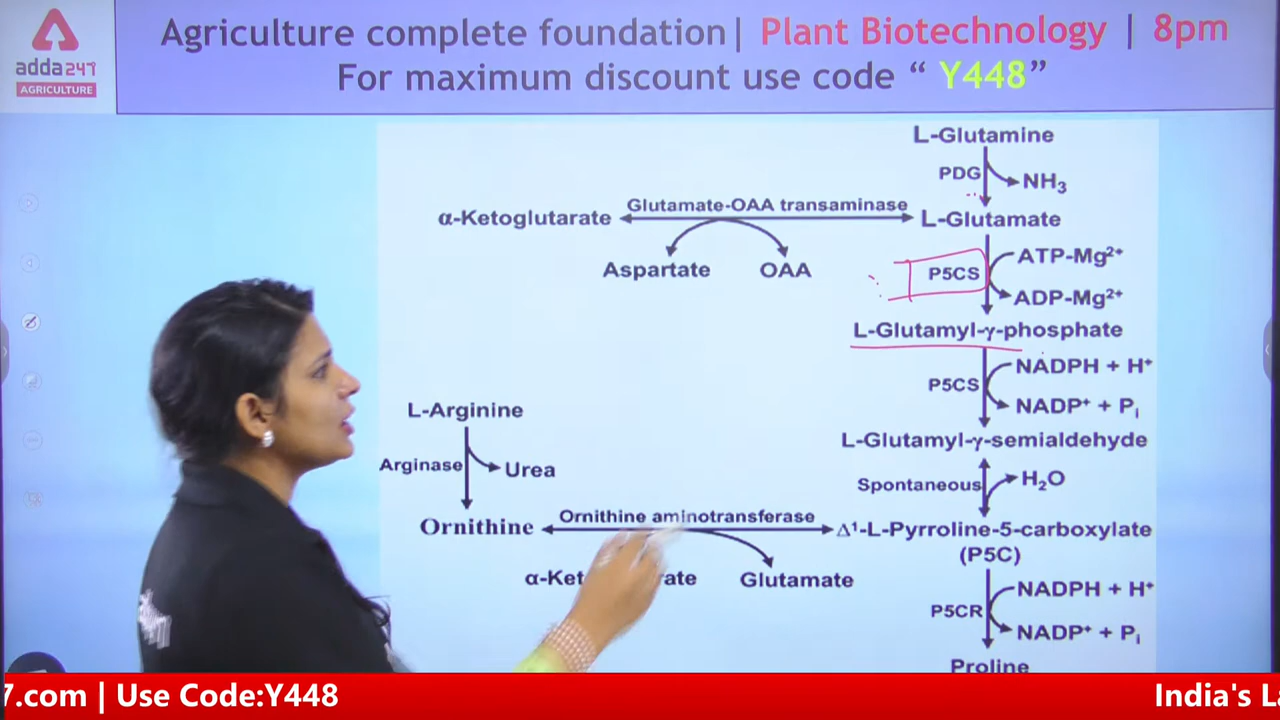 adda247
AGRICULTURE
Agriculture complete foundation| Plant Biotechnology | 8pm
For maximum discount use code “ Y448”
L-Glutamine
PDG
NH₃
α-Ketoglutarate
Glutamate-OAA transaminase
L-Glutamate
Aspartate
OAA
P5CS
ATP-Mg²⁺
ADP-Mg²⁺
L-Glutamyl-γ-phosphate
P5CS
NADPH + H⁺
NADP⁺ + Pᵢ
L-Arginine
L-Glutamyl-γ-semialdehyde
Arginase
Urea
Spontaneous
H₂O
Ornithine
Ornithine aminotransferase
Δ¹-L-Pyrroline-5-carboxylate
(P5C)
Glutamate
NADPH + H⁺
P5CR
NADP⁺ + Pᵢ
Proline
7.com | Use Code:Y448
India's